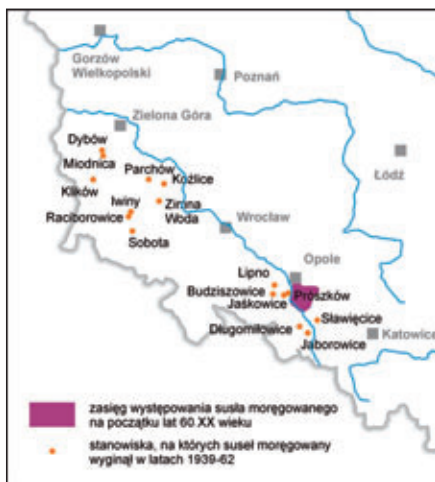 Gorzów
Wielkopolski
Poznań
Zielona Góra
Dybów
Miodnica
Parchów
Łódź
Klików
Koźlice
Iwiny
Zimna
Woda
Raciborowice
Wrocław
Sobota
Opole
Lipno
Budziszowice
Prószków
Jaśkowice
Sławięcice
Długomiłowice
Katowice
Jaborowice
zasięg występowania susła moręgowanego
na początku lat 60 XX wieku
stanowiska, na których suseł moręgowany
wyginął w latach 1939-62